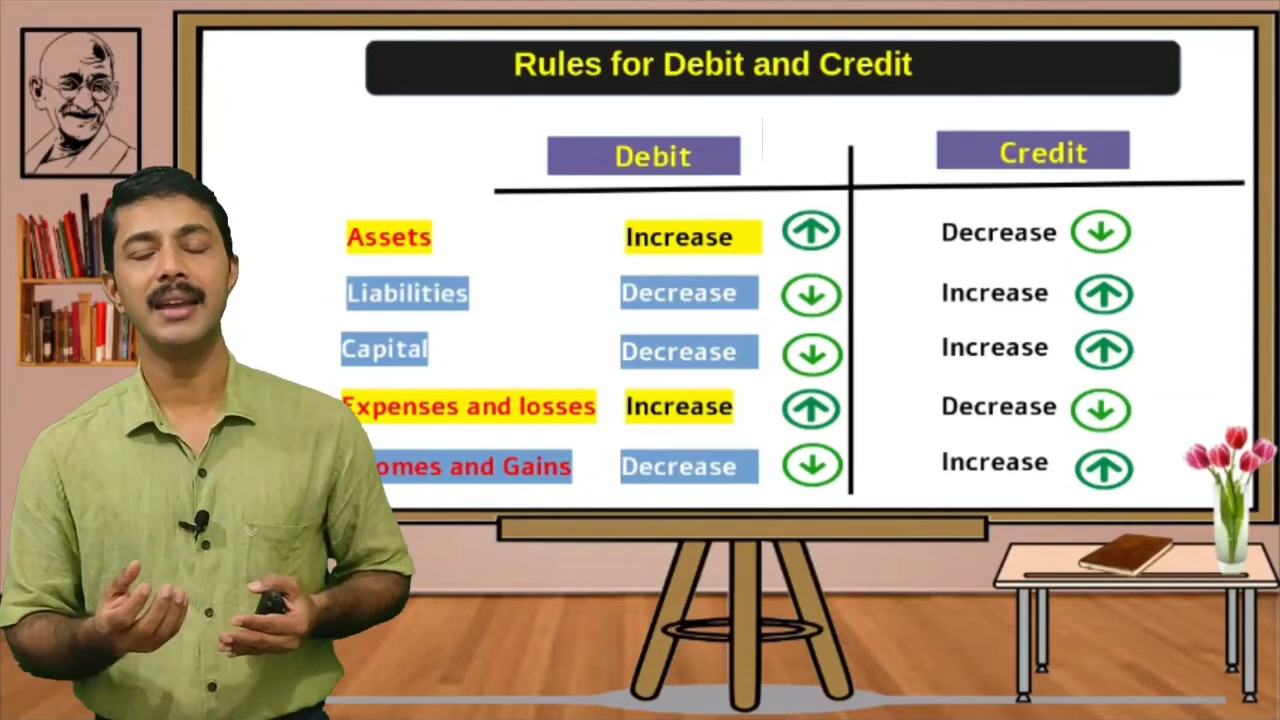 Rules for Debit and Credit
Debit Credit
Assets Increase Decrease
Liabilities Decrease Increase
Capital Decrease Increase
Expenses and losses Increase Decrease
and Gains Decrease Increase